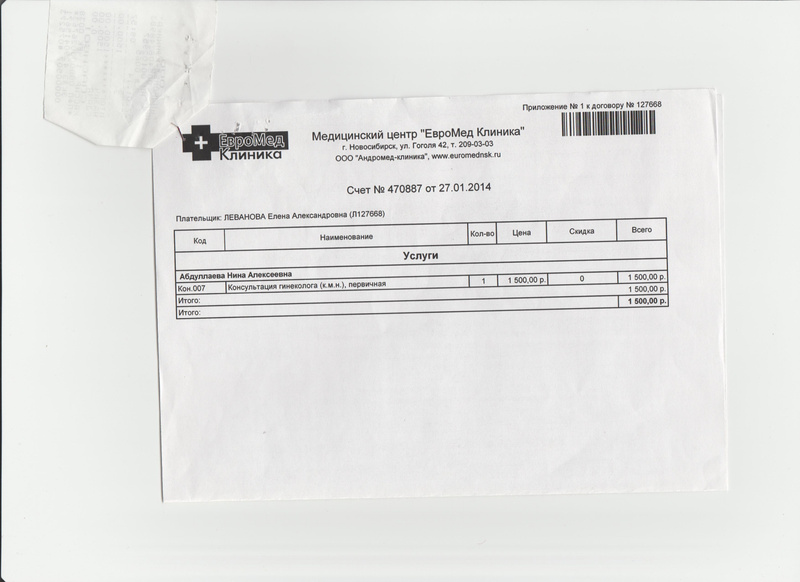 Приложение № 1 к договору № 127668
ЕвроМед
Клиника
Медицинский центр "ЕвроМед Клиника"
г. Новосибирск, ул. Гоголя 42, т. 209-03-03
ООО "Андромед-клиника", www.euromednsk.ru
Счет № 470887 от 27.01.2014
Плательщик: ЛЕВАНОВА Елена Александровна (Л127668)
Код Наименование Кол-во Цена Скидка Всего
Услуги
Абдуллаева Нина Алексеевна
Кон.007 Консультация гинеколога (к.м.н.), первичная 1 1 500,00 р. 0 1 500,00 р.
Итого: 1 500,00 р.
Итого: 1 500,00 р.